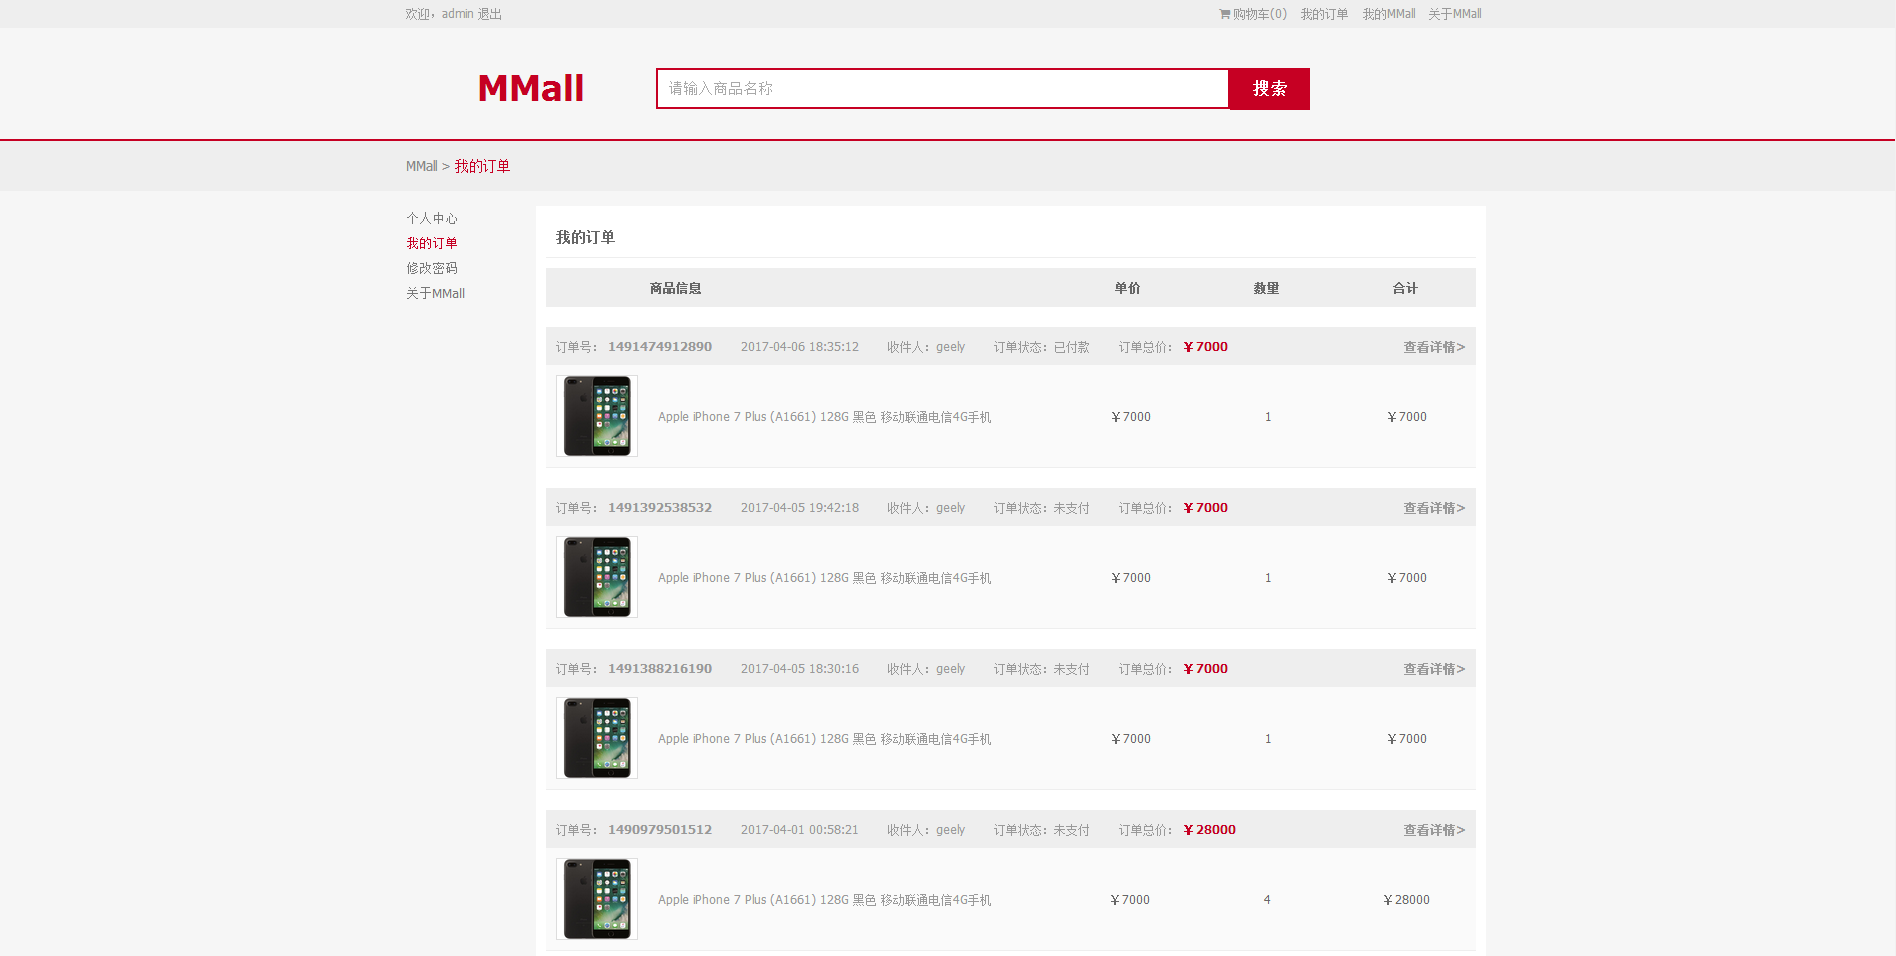 欢迎，admin 退出
购物车(0) 我的订单 我的MMall 关于MMall
MMall
请输入商品名称
搜索
MMall > 我的订单
个人中心
我的订单
修改密码
关于MMall
我的订单
商品信息 单价 数量 合计
订单号： 1491474912890 2017-04-06 18:35:12 收件人：geely 订单状态：已付款 订单总价： ￥7000 查看详情>
Apple iPhone 7 Plus (A1661) 128G 黑色 移动联通电信4G手机 ￥7000 1 ￥7000
订单号： 1491392538532 2017-04-05 19:42:18 收件人：geely 订单状态：未支付 订单总价： ￥7000 查看详情>
Apple iPhone 7 Plus (A1661) 128G 黑色 移动联通电信4G手机 ￥7000 1 ￥7000
订单号： 1491388216190 2017-04-05 18:30:16 收件人：geely 订单状态：未支付 订单总价： ￥7000 查看详情>
Apple iPhone 7 Plus (A1661) 128G 黑色 移动联通电信4G手机 ￥7000 1 ￥7000
订单号： 1490979501512 2017-04-01 00:58:21 收件人：geely 订单状态：未支付 订单总价： ￥28000 查看详情>
Apple iPhone 7 Plus (A1661) 128G 黑色 移动联通电信4G手机 ￥7000 4 ￥28000